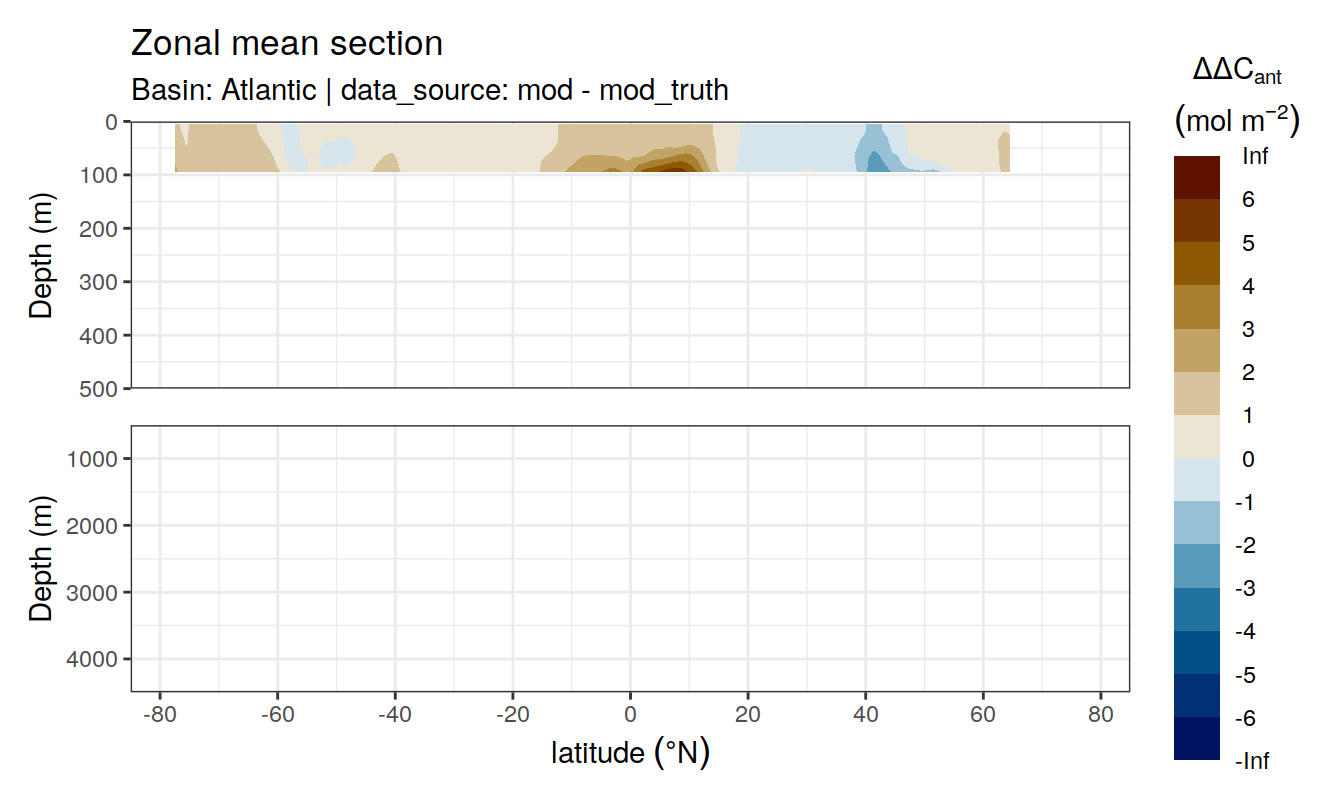 Zonal mean section
Basin: Atlantic | data_source: mod - mod_truth
ΔΔCant
(mol m−2)
Inf
6
5
4
3
2
1
0
-1
-2
-3
-4
-5
-6
-Inf
Depth (m)
0
100
200
300
400
500
Depth (m)
1000
2000
3000
4000
-80 -60 -40 -20 0 20 40 60 80
latitude (°N)